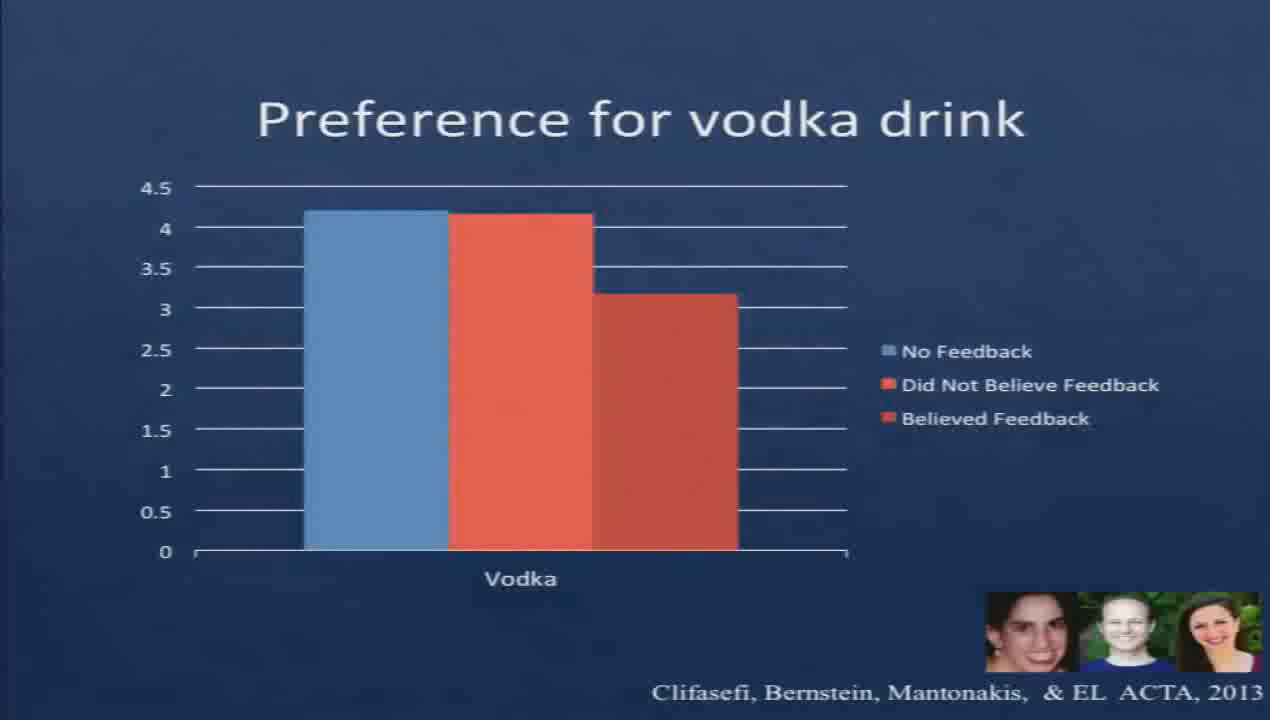 Preference for vodka drink
4.5
4
3.5
3
2.5
2
1.5
1
0.5
0
Vodka
No Feedback
Did Not Believe Feedback
Believed Feedback
Clifasefi, Bernstein, Mantonakis, & EL ACTA, 2013